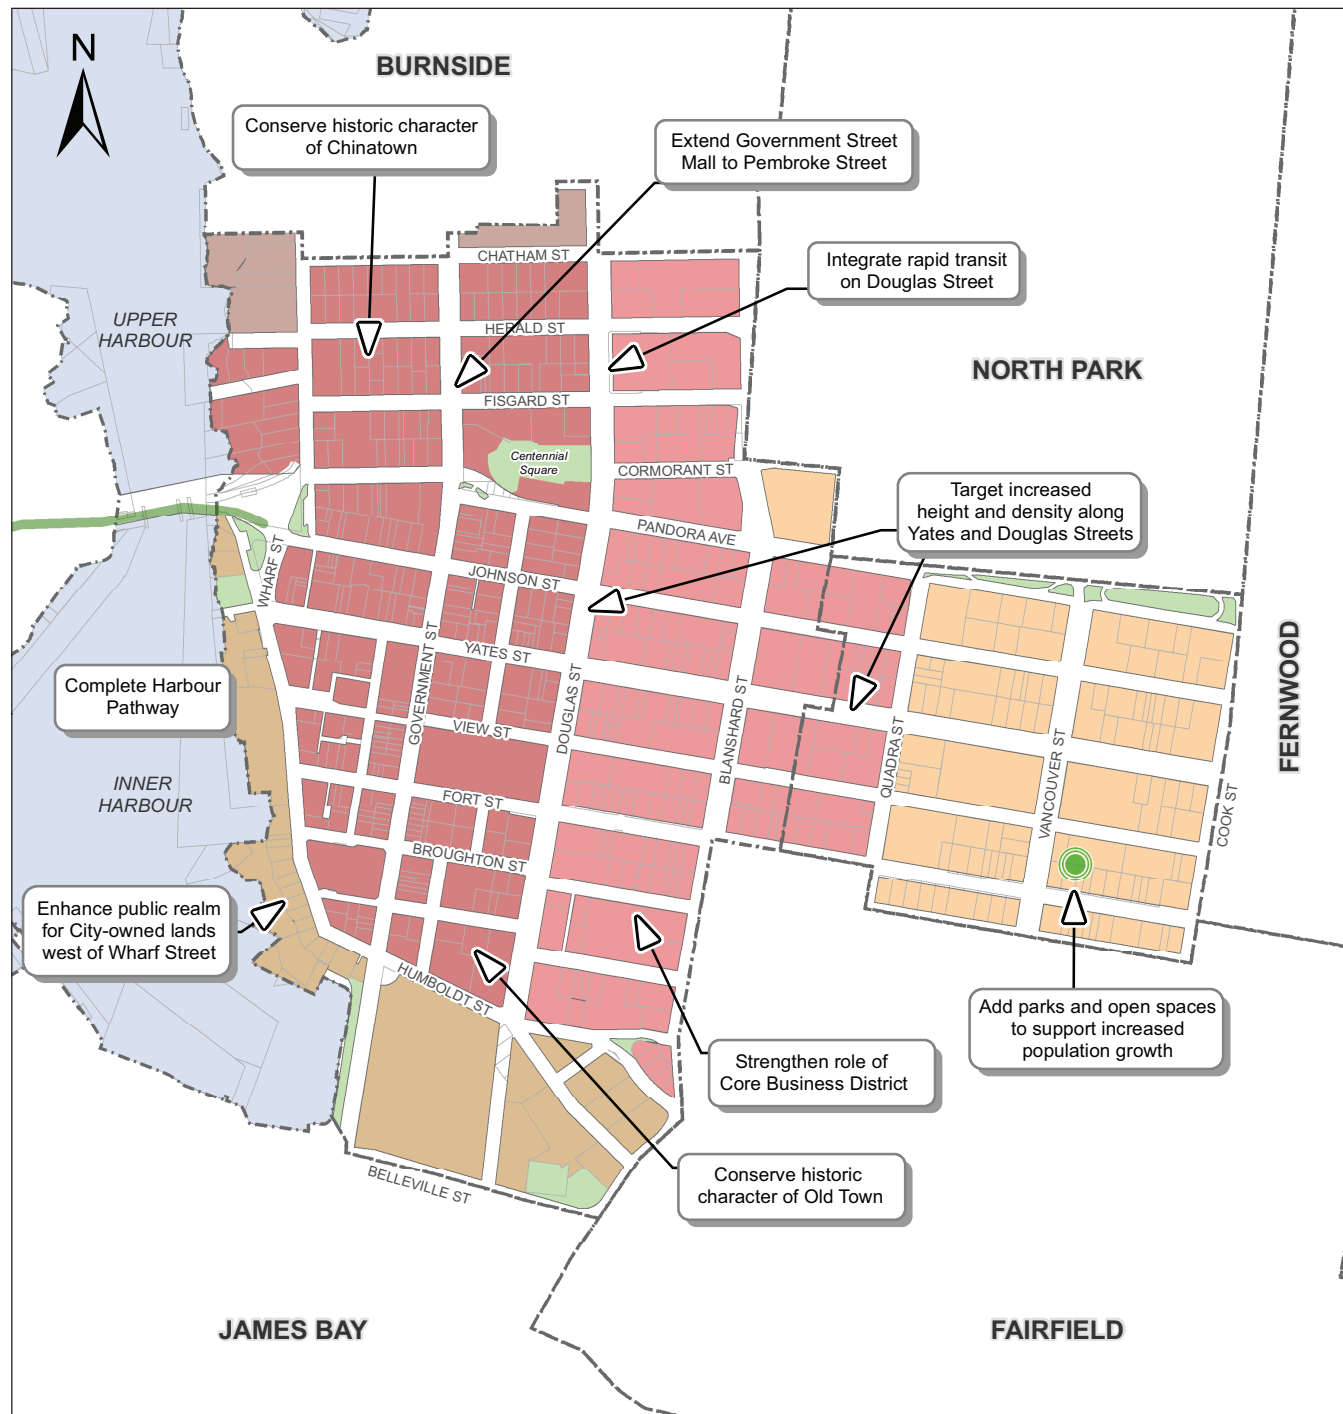 N
BURNSIDE
Conserve historic character
of Chinatown
Extend Government Street
Mall to Pembroke Street
CHATHAM ST
Integrate rapid transit
on Douglas Street
UPPER
HARBOUR
HERALD ST
NORTH PARK
FISGARD ST
Centennial
Square
CORMORANT ST
Target increased
height and density along
Yates and Douglas Streets
PANDORA AVE
WHARF ST
JOHNSON ST
GOVERNMENT ST
YATES ST
FERNWOOD
Complete Harbour
Pathway
DOUGLAS ST
BLANSHARD ST
VIEW ST
QUADRA ST
VANCOUVER ST
INNER
HARBOUR
FORT ST
COOK ST
BROUGHTON ST
Enhance public realm
for City-owned lands
west of Wharf Street
HUMBOLDT ST
Add parks and open spaces
to support increased
population growth
Strengthen role of
Core Business District
Conserve historic
character of Old Town
BELLEVILLE ST
JAMES BAY
FAIRFIELD